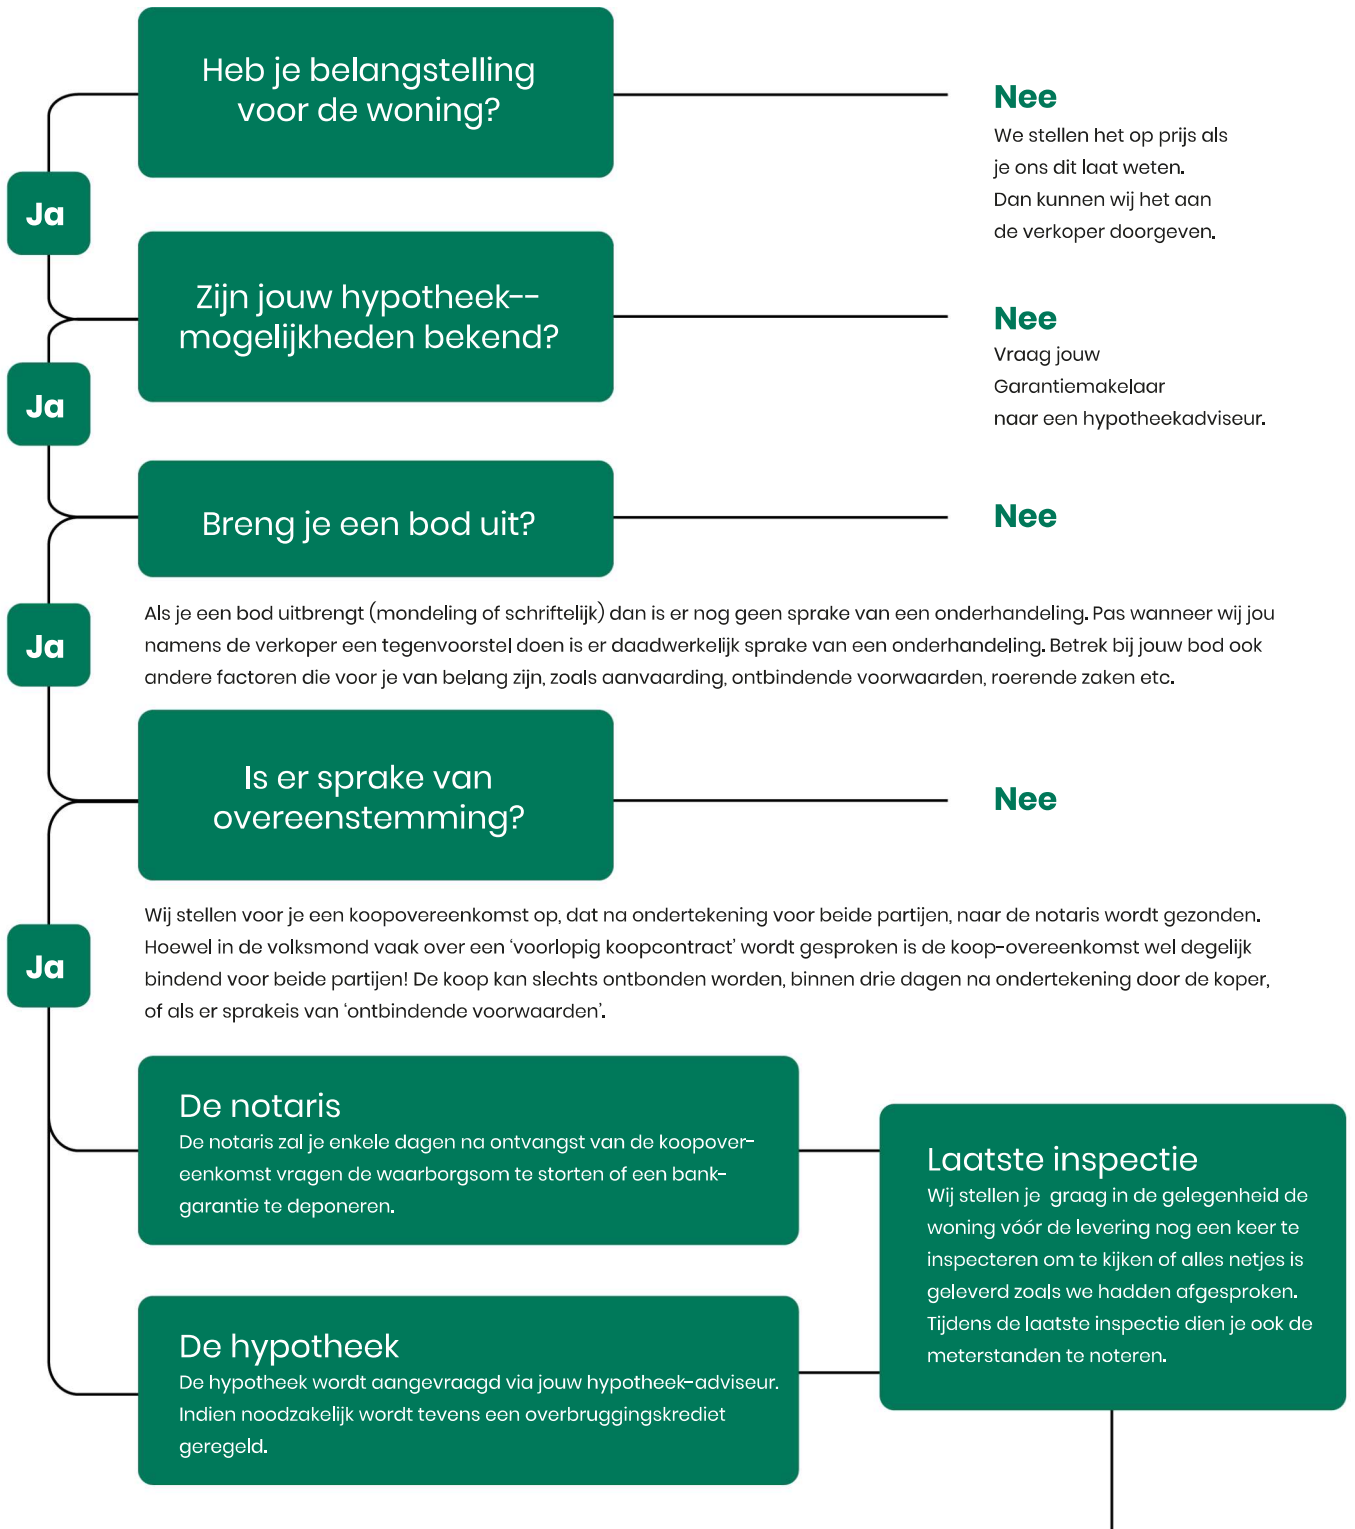 Heb je belangstelling
voor de woning?
Nee
We stellen het op prijs als
je ons dit laat weten.
Dan kunnen wij het aan
de verkoper doorgeven.
Ja
Zijn jouw hypotheek--
mogelijkheden bekend?
Nee
Vraag jouw
Garantiemakelaar
naar een hypotheekadviseur.
Ja
Breng je een bod uit?
Nee
Als je een bod uitbrengt (mondeling of schriftelijk) dan is er nog geen sprake van een onderhandeling. Pas wanneer wij jou
namens de verkoper een tegenvoorstel doen is er daadwerkelijk sprake van een onderhandeling. Betrek bij jouw bod ook
andere factoren die voor je van belang zijn, zoals aanvaarding, ontbindende voorwaarden, roerende zaken etc.
Ja
Is er sprake van
overeenstemming?
Nee
Wij stellen voor je een koopovereenkomst op, dat na ondertekening voor beide partijen, naar de notaris wordt gezonden.
Hoewel in de volksmond vaak over een ‘voorlopig koopcontract’ wordt gesproken is de koop-overeenkomst wel degelijk
bindend voor beide partijen! De koop kan slechts ontbonden worden, binnen drie dagen na ondertekening door de koper,
of als er sprakeis van ‘ontbindende voorwaarden’.
Ja
De notaris
De notaris zal je enkele dagen na ontvangst van de koopover-
eenkomst vragen de waarborgsom te storten of een bank-
garantie te deponeren.
Laatste inspectie
Wij stellen je graag in de gelegenheid de
woning vóór de levering nog een keer te
inspecteren om te kijken of alles netjes is
geleverd zoals we hadden afgesproken.
Tijdens de laatste inspectie dien je ook de
meterstanden te noteren.
De hypotheek
De hypotheek wordt aangevraagd via jouw hypotheek-adviseur.
Indien noodzakelijk wordt tevens een overbruggingskrediet
geregeld.